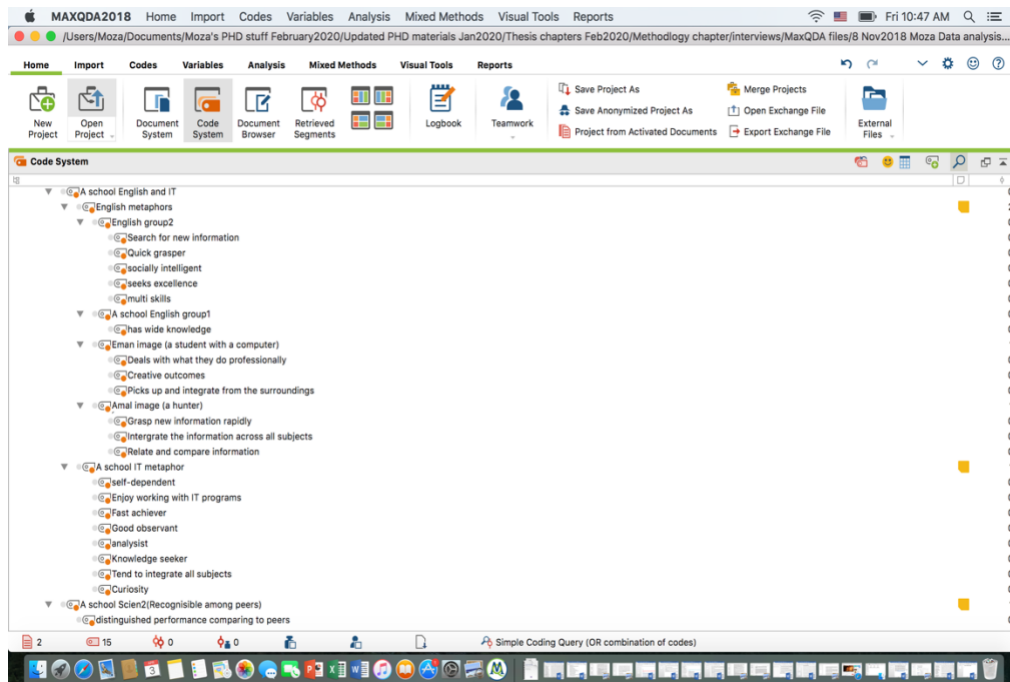 MAXQDA2018 Home Import Codes Variables Analysis Mixed Methods Visual Tools Reports Fri 10:47 AM
/Users/Moza/Documents/Moza's PHD stuff February2020/Updated PHD materials Jan2020/Thesis chapters Feb2020/Methodlogy chapter/interviews/MaxQDA files/8 Nov2018 Moza Data analysis...
Home Import Codes Variables Analysis Mixed Methods Visual Tools Reports
New Project
Open Project
Document System
Code System
Document Browser
Retrieved Segments
Logbook
Teamwork
Save Project As
Save Anonymized Project As
Project from Activated Documents
Merge Projects
Open Exchange File
Export Exchange File
External Files
Code System
A school English and IT
English metaphors
English group2
Search for new information
Quick grasper
socially intelligent
seeks excellence
multi skills
A school English group1
has wide knowledge
Eman image (a student with a computer)
Deals with what they do professionally
Creative outcomes
Picks up and integrate from the surroundings
Amal image (a hunter)
Grasp new information rapidly
Intergrate the information across all subjects
Relate and compare information
A school IT metaphor
self-dependent
Enjoy working with IT programs
Fast achiever
Good observant
analysist
Knowledge seeker
Tend to integrate all subjects
Curiosity
A school Scien2(Recognisible among peers)
distinguished performance comparing to peers
2 15 0 0 Simple Coding Query (OR combination of codes)